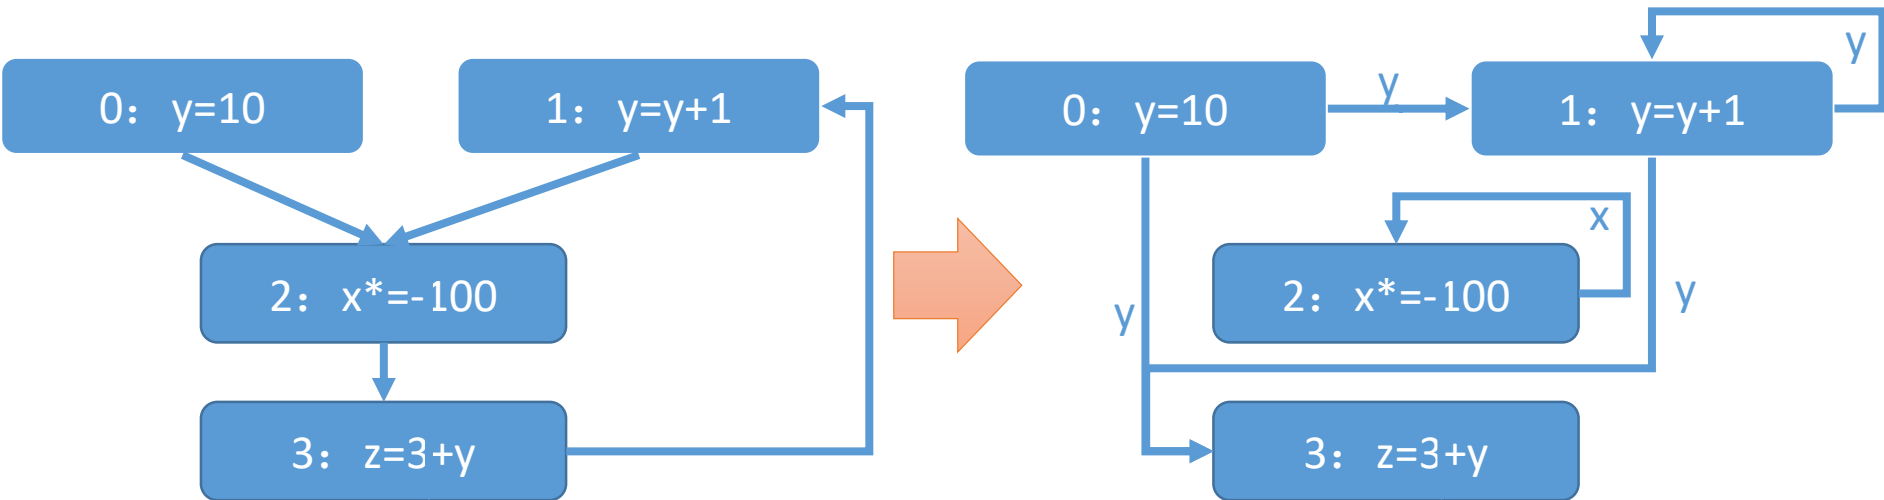 0： y=10
1： y=y+1
2： x*=-100
3： z=3+y
0： y=10
y
1： y=y+1
y
x
2： x*=-100
y
y
3： z=3+y